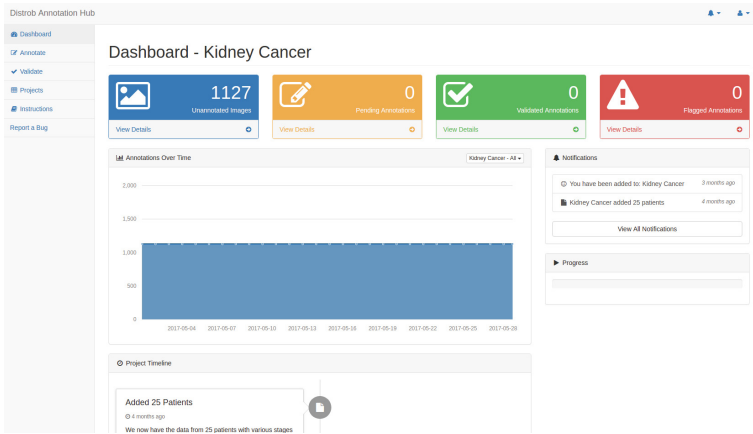 Distrob Annotation Hub
Dashboard
Annotate
Validate
Projects
Instructions
Report a Bug
Dashboard - Kidney Cancer
1127
Unannotated Images
View Details
0
Pending Annotations
View Details
0
Validated Annotations
View Details
0
Flagged Annotations
View Details
Annotations Over Time
Kidney Cancer - All
2,000
1,500
1,000
500
0
2017-05-04 2017-05-07 2017-05-10 2017-05-13 2017-05-16 2017-05-19 2017-05-22 2017-05-25 2017-05-28
Notifications
You have been added to: Kidney Cancer 3 months ago
Kidney Cancer added 25 patients 4 months ago
View All Notifications
Progress
Project Timeline
Added 25 Patients
4 months ago
We now have the data from 25 patients with various stages